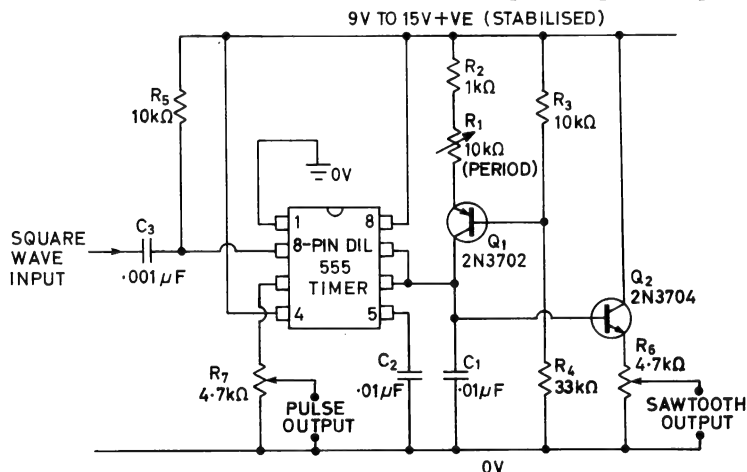 9V TO 15V+VE (STABILISED)
R5
10kΩ
R2
1kΩ
R1
10kΩ
(PERIOD)
R3
10kΩ
0V
1
8
8-PIN DIL
555
TIMER
4
5
SQUARE
WAVE
INPUT
C3
.001µF
Q1
2N3702
Q2
2N3704
R7
4.7kΩ
PULSE
OUTPUT
C2
.01µF
C1
.01µF
R4
33kΩ
R6
4.7kΩ
SAWTOOTH
OUTPUT
0V